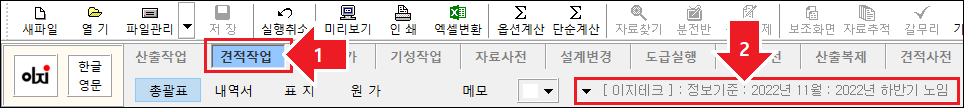 새파일 열 기 파일관리 저 장 실행취소 미리보기 인 쇄 엑셀변환 옵션계산 단순계산 자료찾기 분전반 제 보조화면 자료추적 갈무리
산출작업 견적작업 가 기성작업 자료사전 설계변경 도급실행 전 산출복제 견적사전
1
2
이지
한글
영문
총괄표 내역서 표 지 원 가 메모 [ 이지테크 ] : 정보기준 : 2022년 11월 : 2022년 하반기 노임